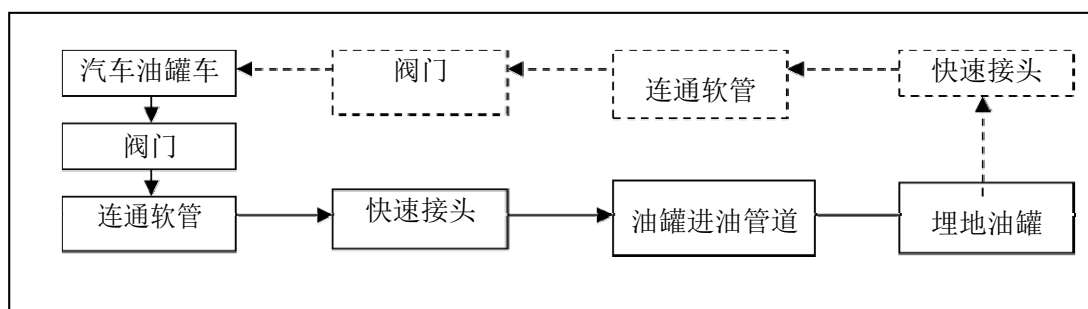 汽车油罐车
阀门
连通软管
快速接头
阀门
连通软管
快速接头
油罐进油管道
埋地油罐